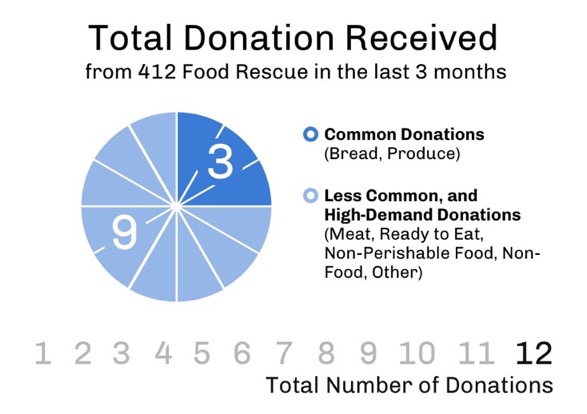 Total Donation Received
from 412 Food Rescue in the last 3 months
3
9
Common Donations
(Bread, Produce)
Less Common, and
High-Demand Donations
(Meat, Ready to Eat,
Non-Perishable Food, Non-
Food, Other)
1 2 3 4 5 6 7 8 9 10 11 12
Total Number of Donations